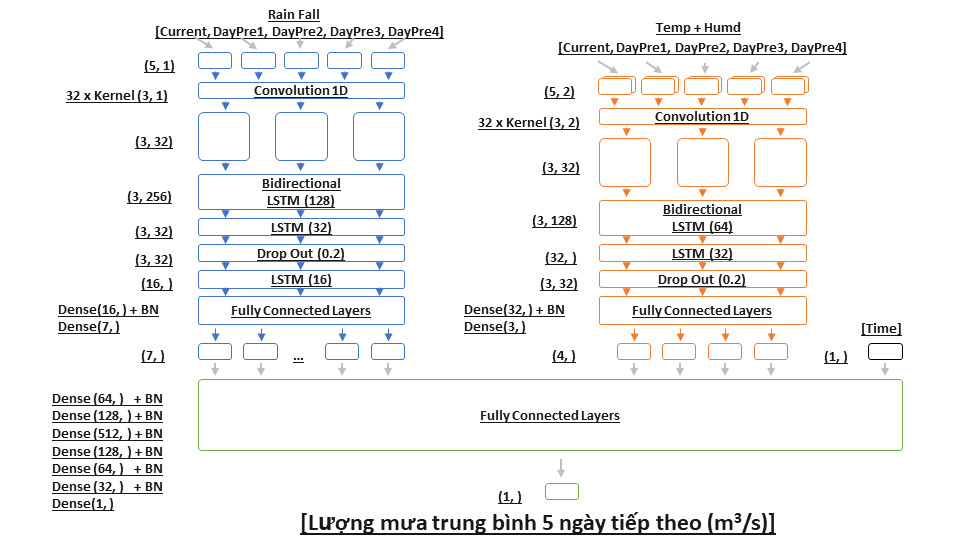 Rain Fall
[Current, DayPre1, DayPre2, DayPre3, DayPre4]
(5, 1)
32 x Kernel (3, 1)
Convolution 1D
(3, 32)
(3, 256)
Bidirectional
LSTM (128)
(3, 32)
LSTM (32)
(3, 32)
Drop Out (0.2)
(16, )
LSTM (16)
Dense(16, ) + BN
Dense(7, )
Fully Connected Layers
(7, )
...
Temp + Humd
[Current, DayPre1, DayPre2, DayPre3, DayPre4]
(5, 2)
32 x Kernel (3, 2)
Convolution 1D
(3, 32)
(3, 128)
Bidirectional
LSTM (64)
(32, )
LSTM (32)
(3, 32)
Drop Out (0.2)
Dense(32, ) + BN
Dense(3, )
Fully Connected Layers
(4, )
[Time]
(1, )
Dense (64, ) + BN
Dense (128, ) + BN
Dense (512, ) + BN
Dense (128, ) + BN
Dense (64, ) + BN
Dense (32, ) + BN
Dense(1, )
Fully Connected Layers
(1, )
[Lượng mưa trung bình 5 ngày tiếp theo (m³/s)]